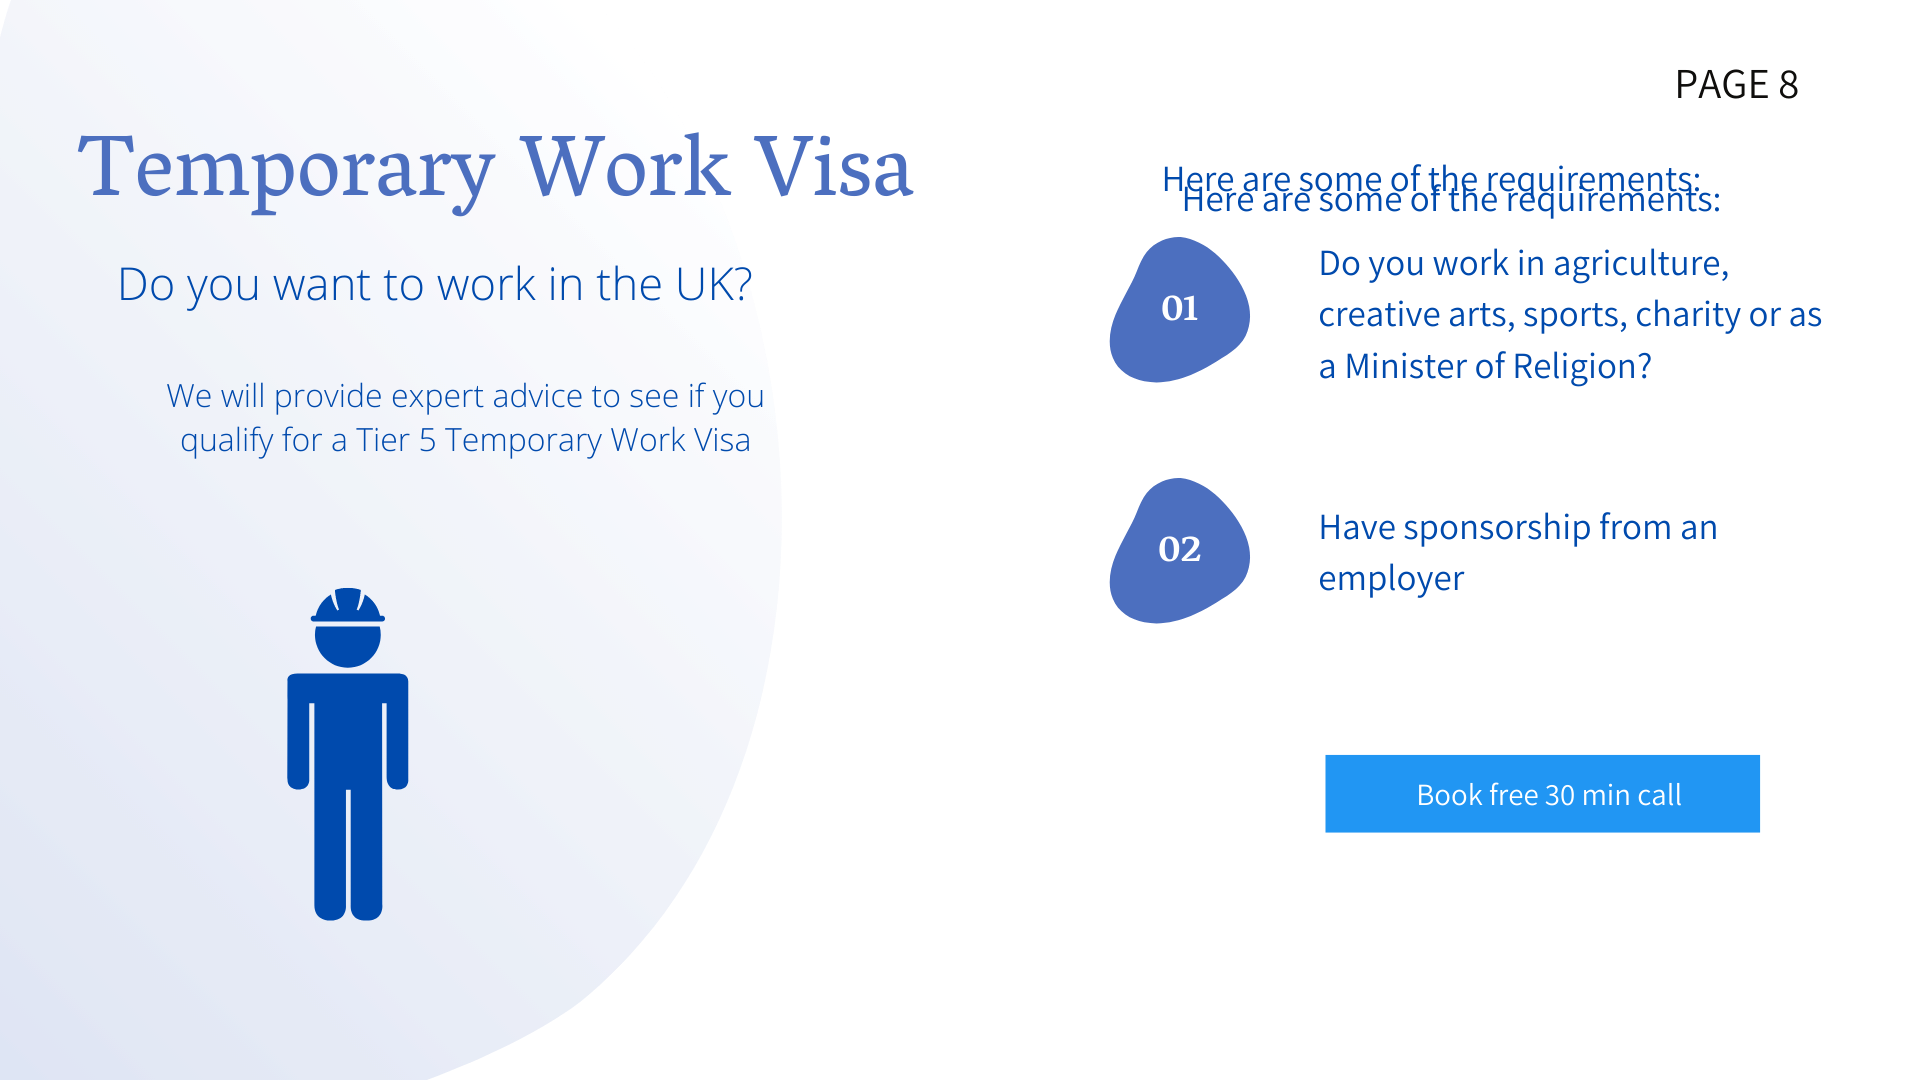 PAGE 8
Temporary Work Visa
Do you want to work in the UK?
We will provide expert advice to see if you
qualify for a Tier 5 Temporary Work Visa
Here are some of the requirements:
Here are some of the requirements:
01
Do you work in agriculture,
creative arts, sports, charity or as
a Minister of Religion?
02
Have sponsorship from an
employer
Book free 30 min call